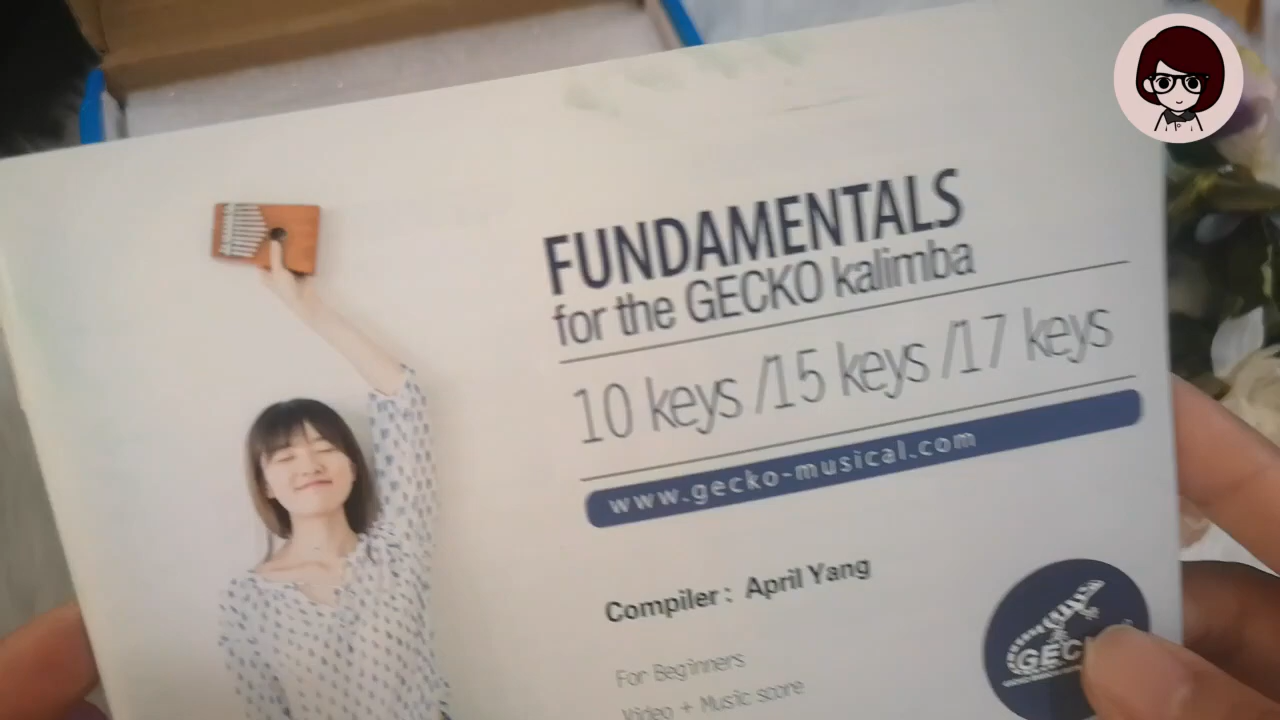 FUNDAMENTALS
for the GECKO kalimba
10 keys /15 keys /17 keys
www.gecko-musical.com
Compiler : April Yang
For Beginners
Video + Music score